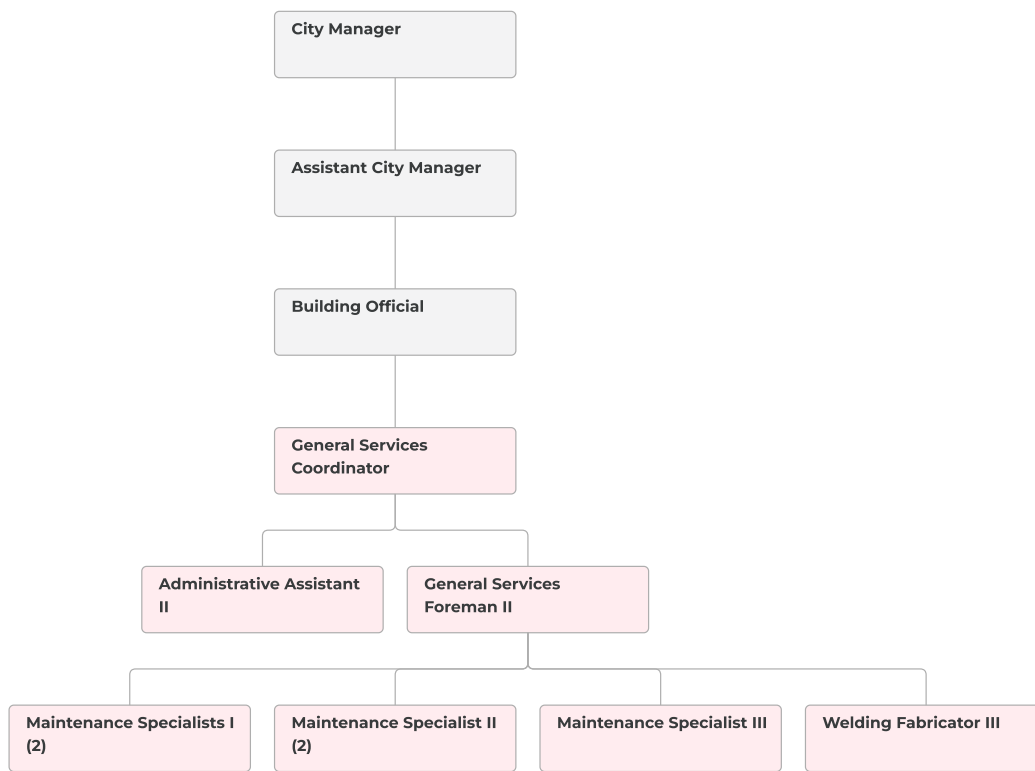 City Manager
Assistant City Manager
Building Official
General Services
Coordinator
Administrative Assistant
II
General Services
Foreman II
Maintenance Specialists I
(2)
Maintenance Specialist II
(2)
Maintenance Specialist III
Welding Fabricator III